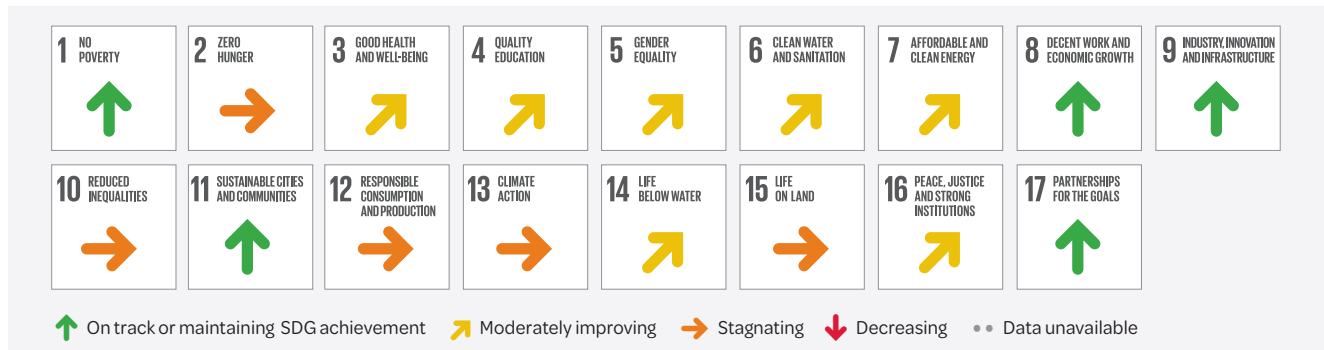 1 NO
POVERTY
2 ZERO
HUNGER
3 GOOD HEALTH
AND WELL-BEING
4 QUALITY
EDUCATION
5 GENDER
EQUALITY
6 CLEAN WATER
AND SANITATION
7 AFFORDABLE AND
CLEAN ENERGY
8 DECENT WORK AND
ECONOMIC GROWTH
9 INDUSTRY, INNOVATION
AND INFRASTRUCTURE
10 REDUCED
INEQUALITIES
11 SUSTAINABLE CITIES
AND COMMUNITIES
12 RESPONSIBLE
CONSUMPTION
AND PRODUCTION
13 CLIMATE
ACTION
14 LIFE
BELOW WATER
15 LIFE
ON LAND
16 PEACE, JUSTICE
AND STRONG
INSTITUTIONS
17 PARTNERSHIPS
FOR THE GOALS
On track or maintaining SDG achievement Moderately improving Stagnating Decreasing Data unavailable